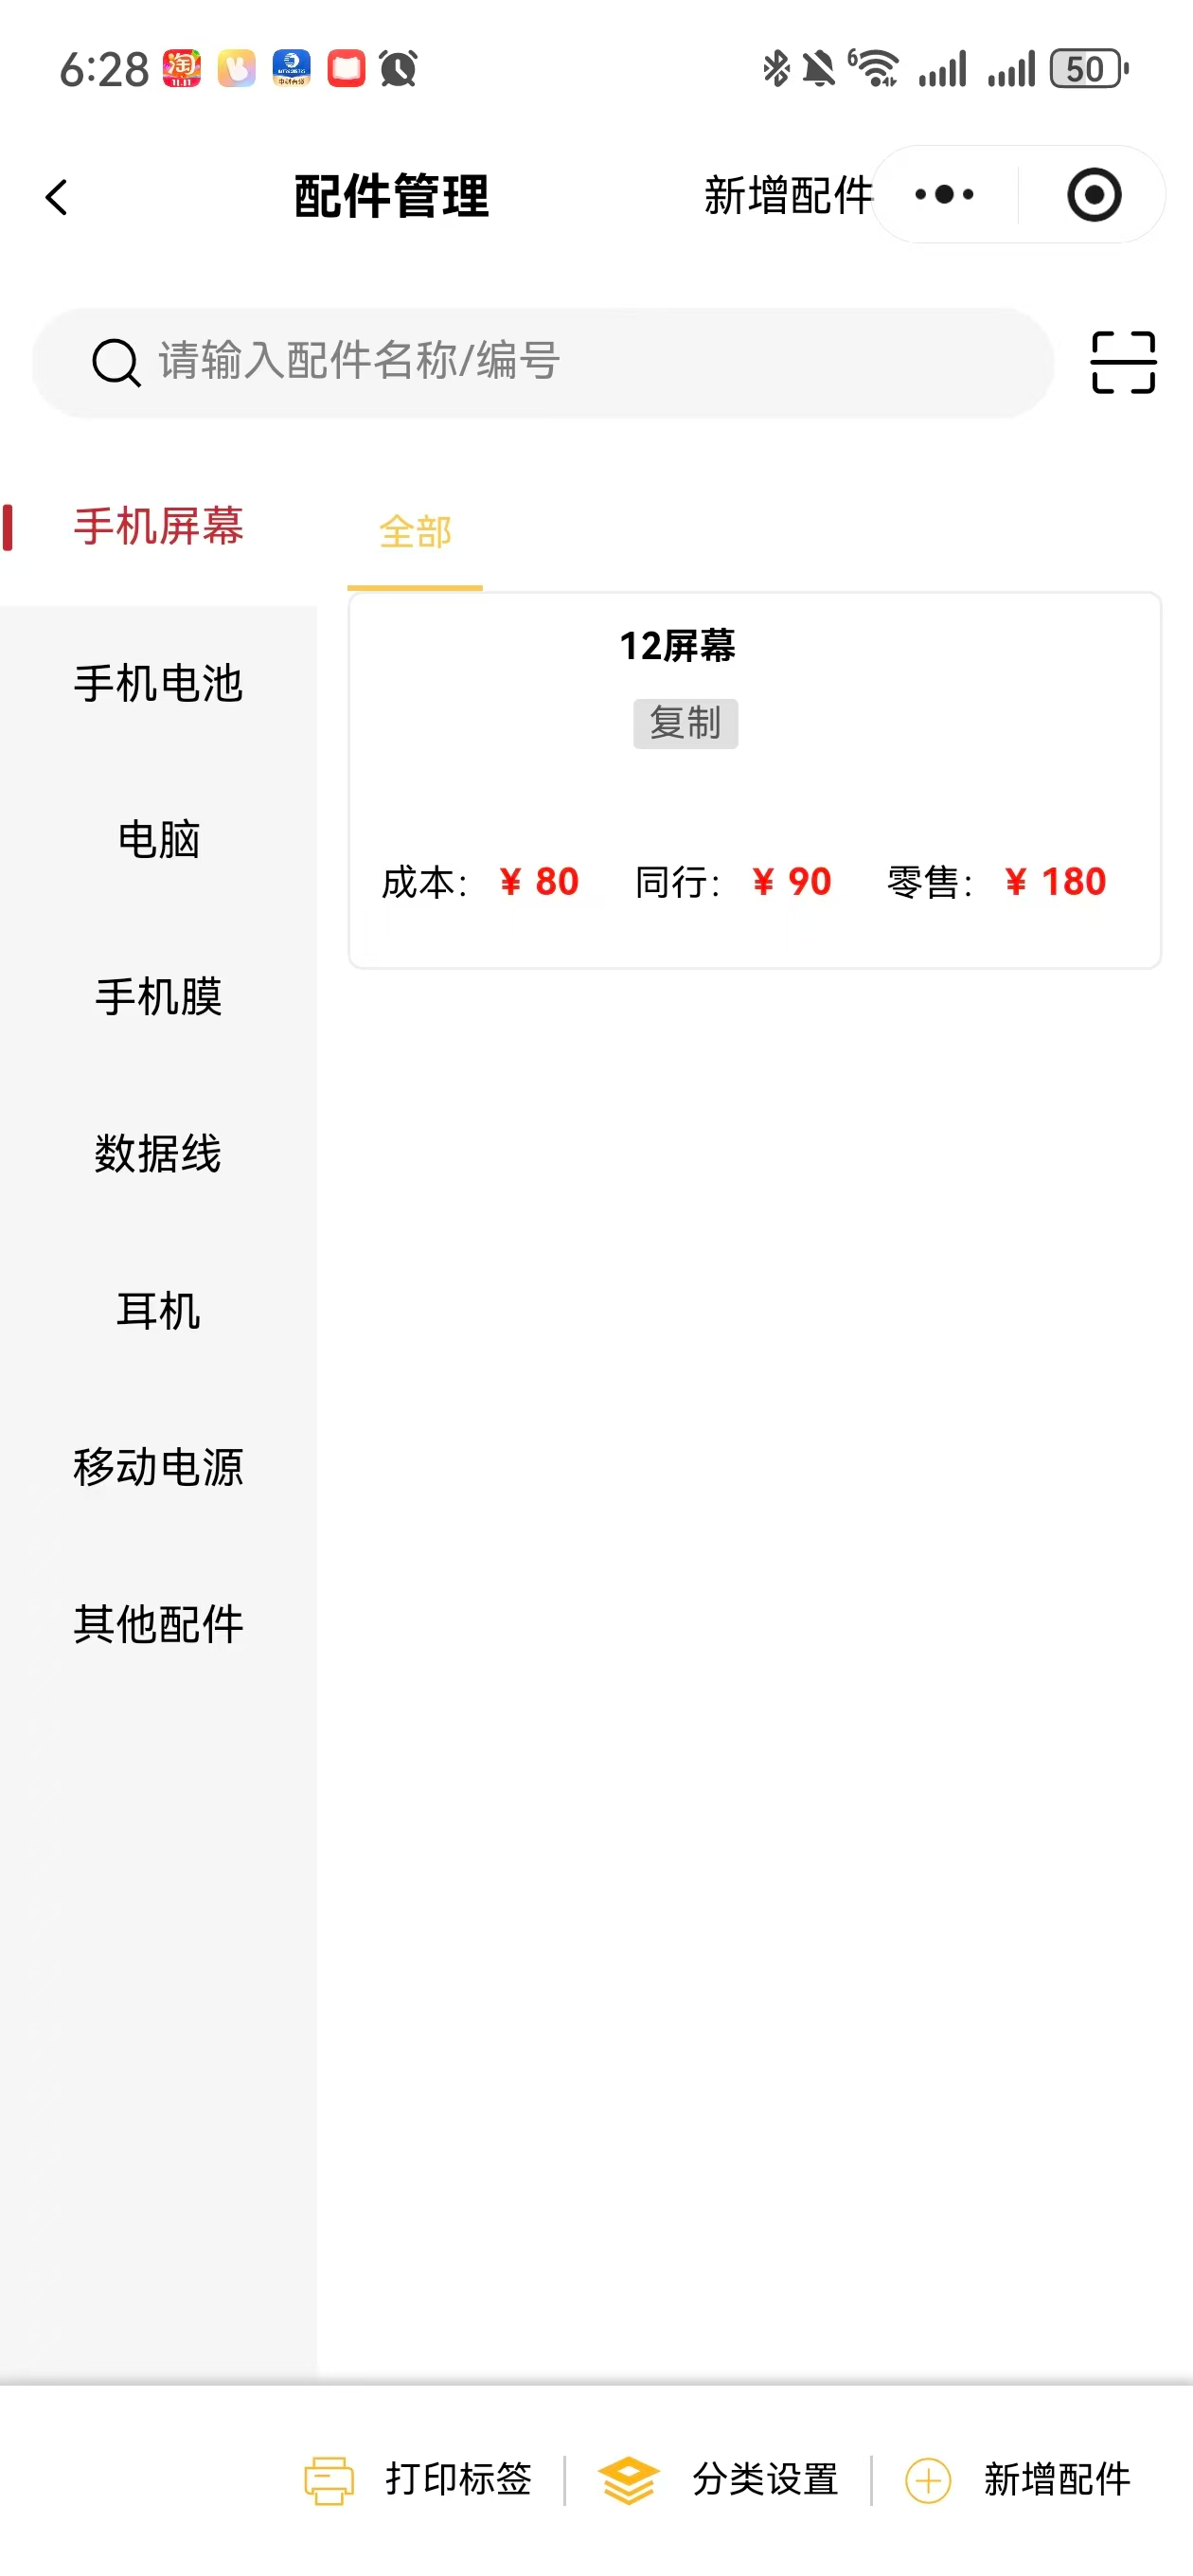 6:28
50
配件管理
新增配件
请输入配件名称/编号
手机屏幕
全部
12屏幕
复制
成本: ¥ 80 同行: ¥ 90 零售: ¥ 180
手机电池
电脑
手机膜
数据线
耳机
移动电源
其他配件
打印标签
分类设置
新增配件